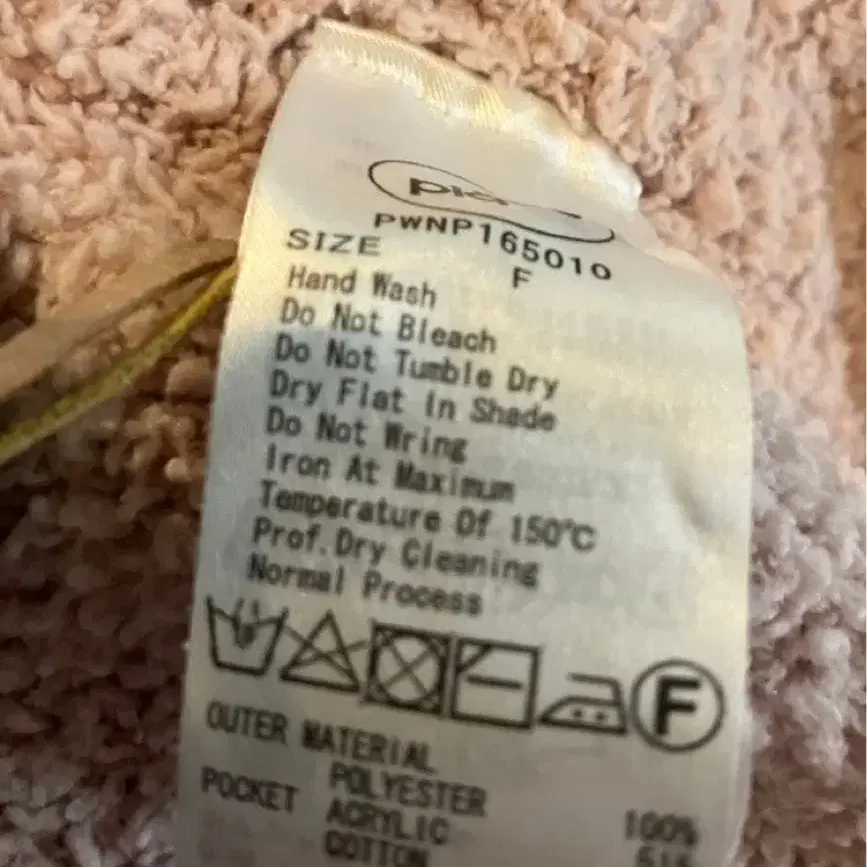 PWNP165010
SIZE F
Hand Wash
Do Not Bleach
Do Not Tumble Dry
Dry Flat In Shade
Do Not Wring
Iron At Maximum
Temperature Of 150℃
Prof.Dry Cleaning
Normal Process
F
OUTER MATERIAL
POLYESTER 100%
POCKET ACRYLIC
COTTON